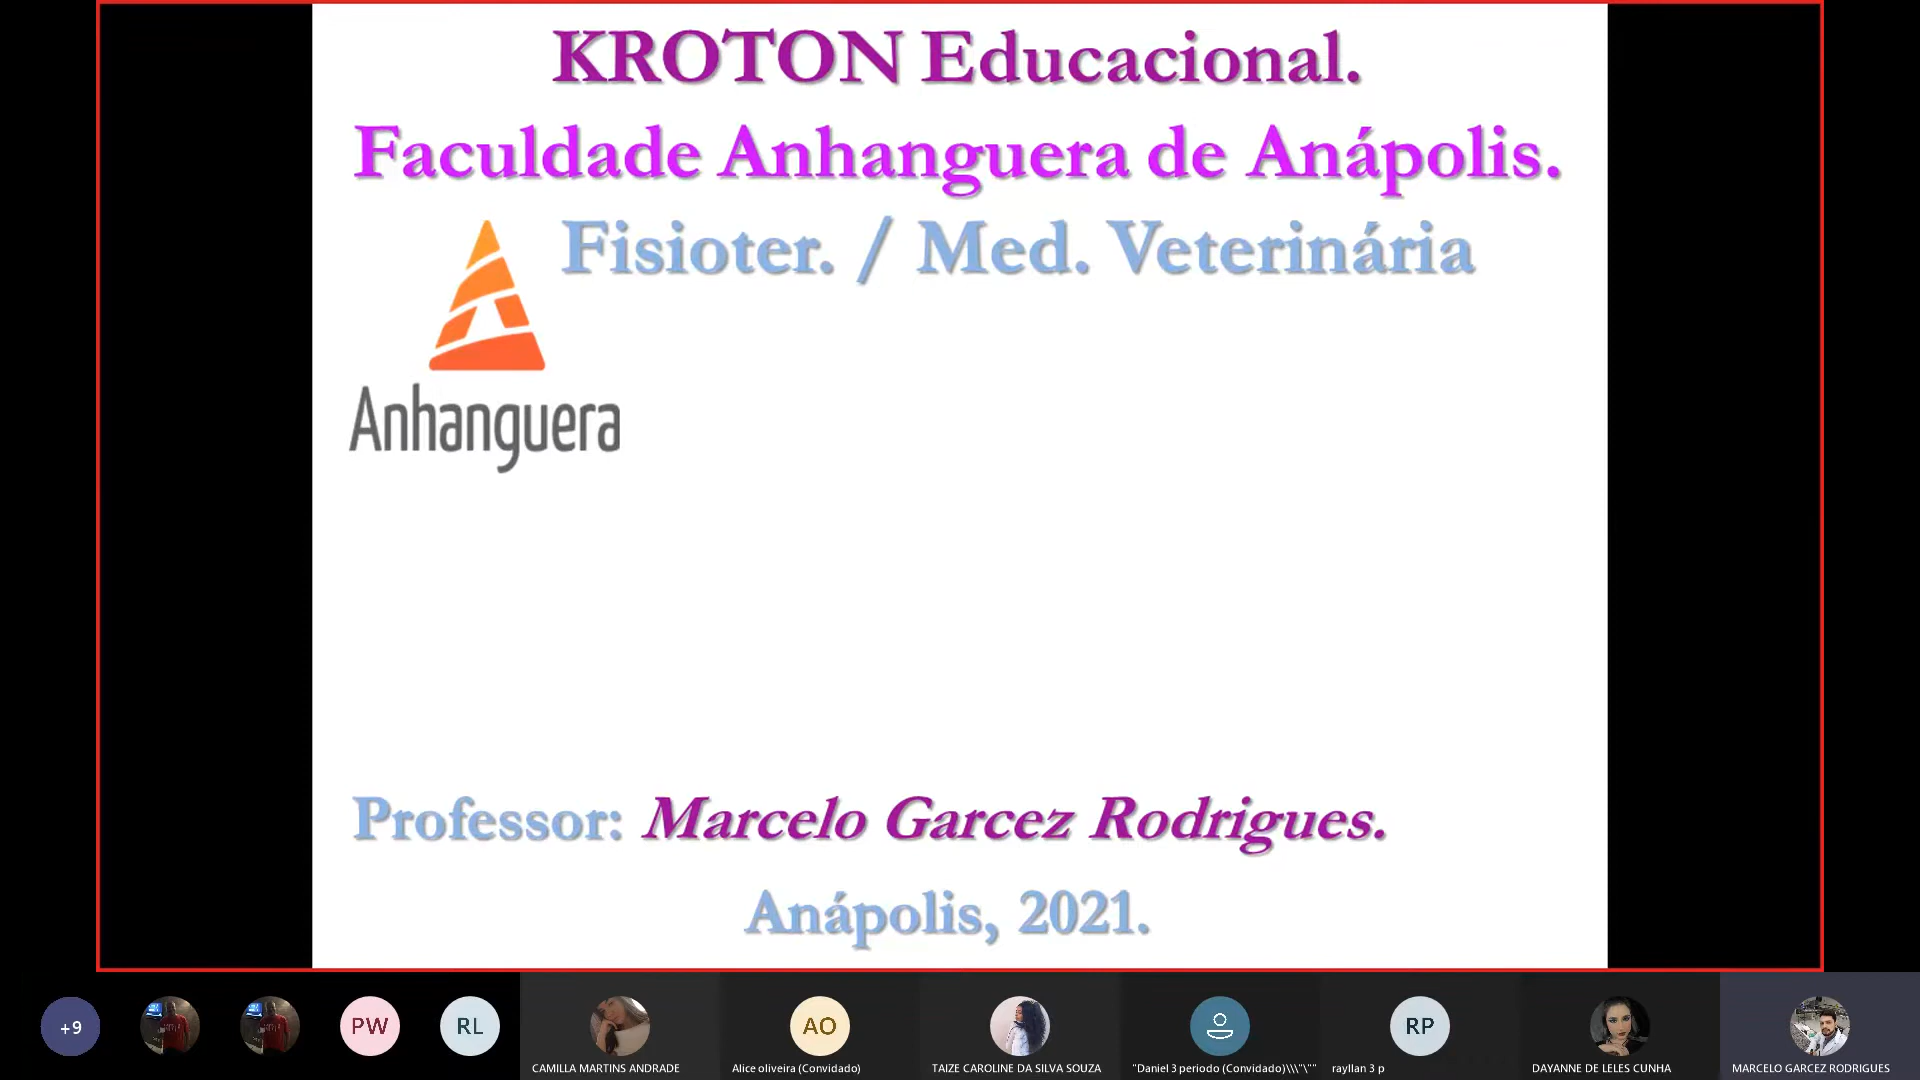 KROTON Educacional.
Faculdade Anhanguera de Anápolis.
Fisioter. / Med. Veterinária
Anhanguera
Professor: Marcelo Garcez Rodrigues.
Anápolis, 2021.
+9
PW
RL
CAMILLA MARTINS ANDRADE
AO
Alice oliveira (Convidado)
TAIZE CAROLINE DA SILVA SOUZA
"Daniel 3 periodo (Convidado)\\\"\""
RP
rayllan 3 p
DAYANNE DE LELES CUNHA
MARCELO GARCEZ RODRIGUES